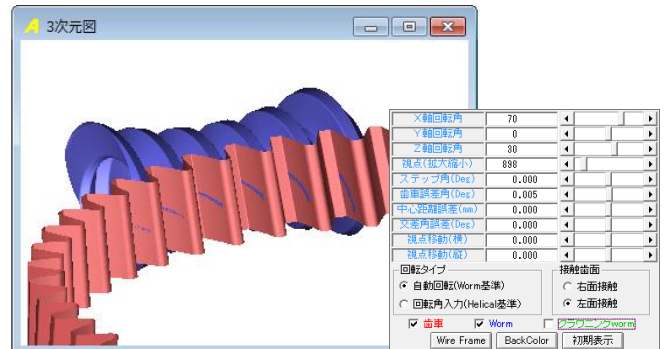 3次元図
X軸回転角 70
Y軸回転角 0
Z軸回転角 30
視点(拡大縮小) 898
ステップ角(Deg) 0.000
歯車誤差角(Deg) 0.005
中心距離誤差(mm) 0.000
交差角誤差(Deg) 0.000
視点移動(横) 0.000
視点移動(縦) 0.000
回転タイプ
自動回転(Worm基準)
回転角入力(Helical基準)
接触歯面
右面接触
左面接触
歯車 Worm クラウニングworm
Wire Frame BackColor 初期表示